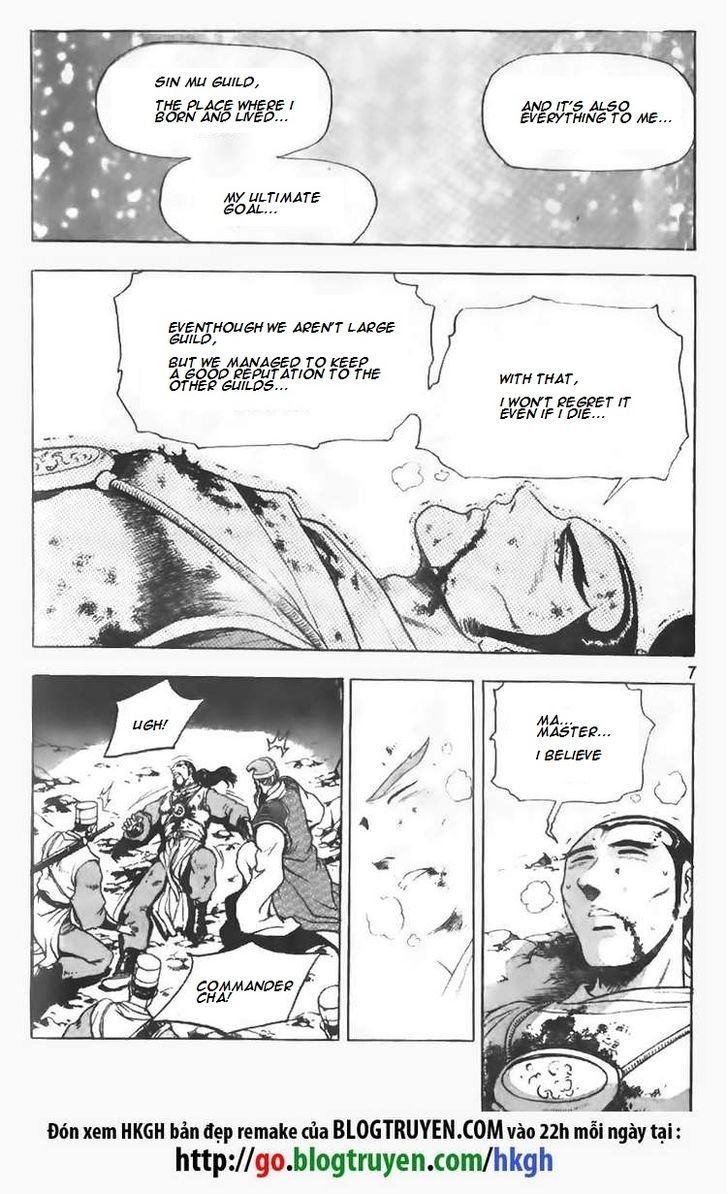 SIN MU GUILD,
THE PLACE WHERE I
BORN AND LIVED...
MY ULTIMATE
GOAL...
AND IT'S ALSO
EVERYTHING TO ME...
EVENTHOUGH WE AREN'T LARGE
GUILD,
BUT WE MANAGED TO KEEP
A GOOD REPUTATION TO THE
OTHER GUILDS...
WITH THAT,
I WON'T REGRET IT
EVEN IF I DIE...
7
UGH!
COMMANDER
CHA!
MA...
MASTER...
I BELIEVE
Đón xem HKGH bản đẹp remake của BLOGTRUYEN.COM vào 22h mỗi ngày tại :
http://go.blogtruyen.com/hkgh